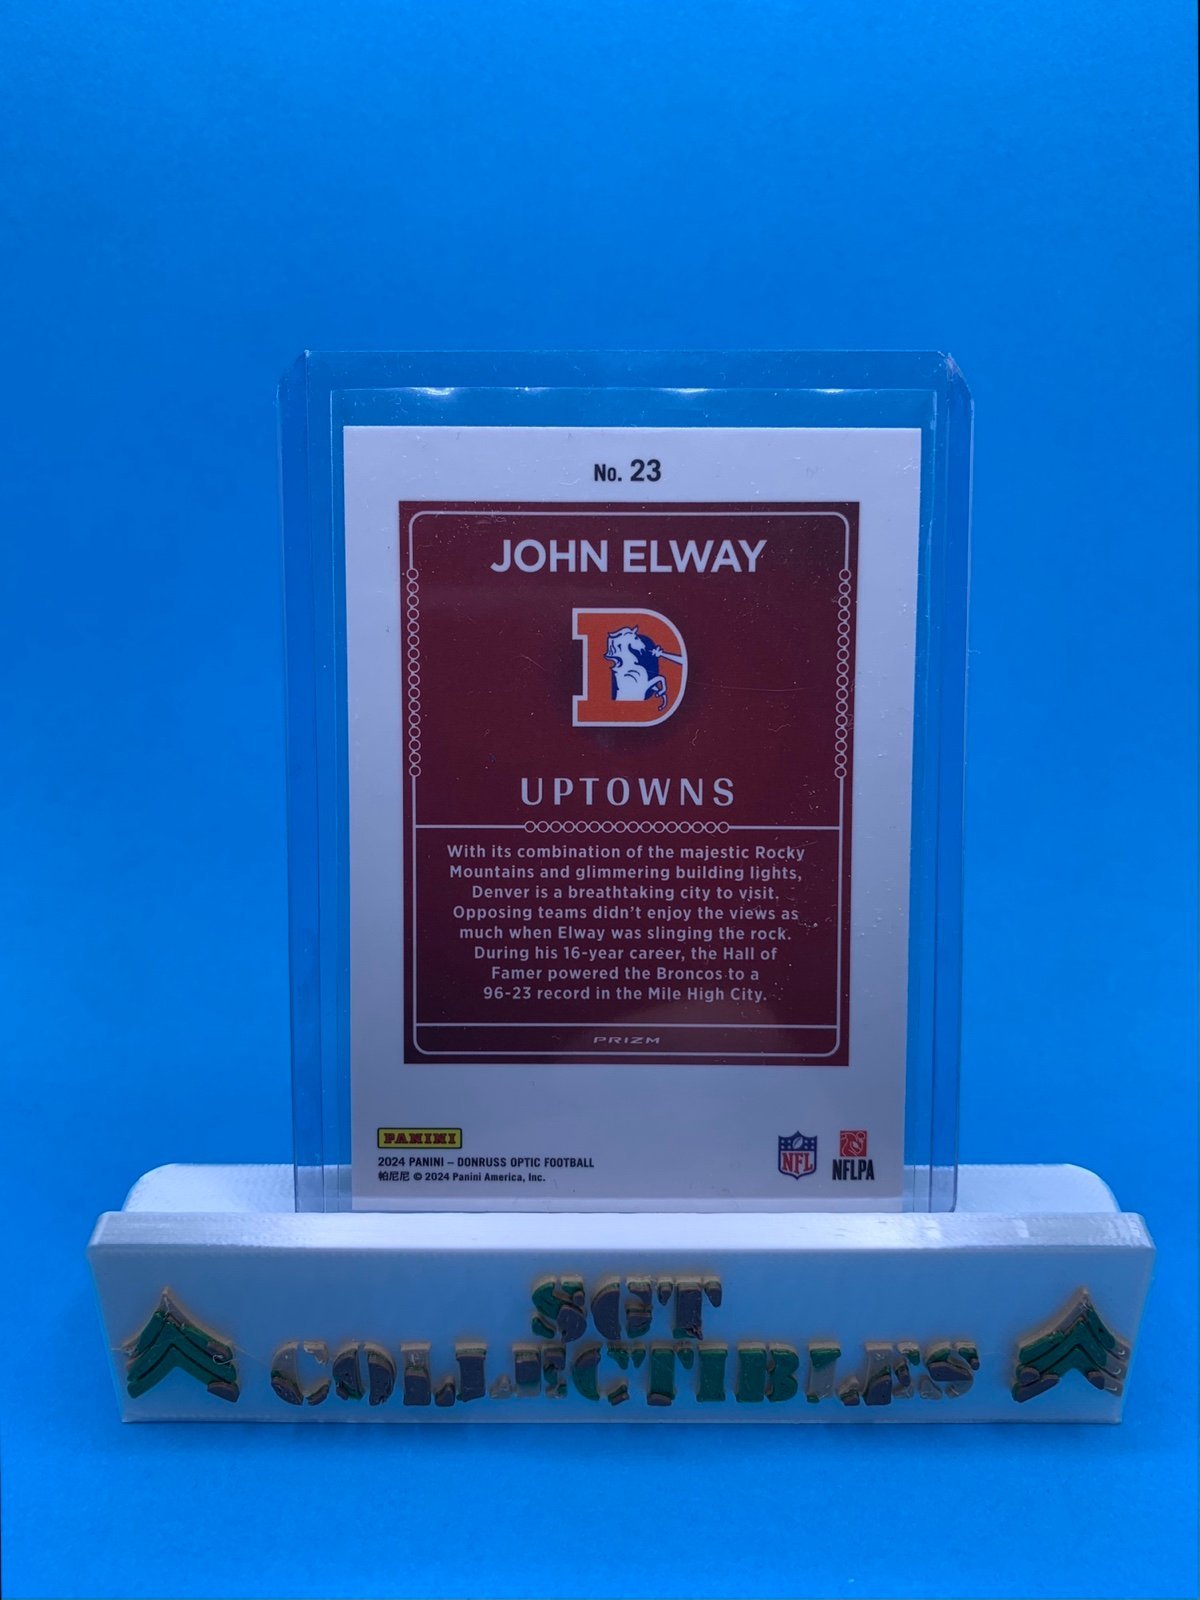 No. 23
JOHN ELWAY
D
UPTOWNS
With its combination of the majestic Rocky
Mountains and glimmering building lights,
Denver is a breathtaking city to visit.
Opposing teams didn't enjoy the views as
much when Elway was slinging the rock.
During his 16-year career, the Hall of
Famer powered the Broncos to a
96-23 record in the Mile High City.
PRIZM
PANINI
2024 PANINI – DONRUSS OPTIC FOOTBALL
帕尼尼 © 2024 Panini America, Inc.
NFL
NFLPA
SGT
COLLECTIBLES